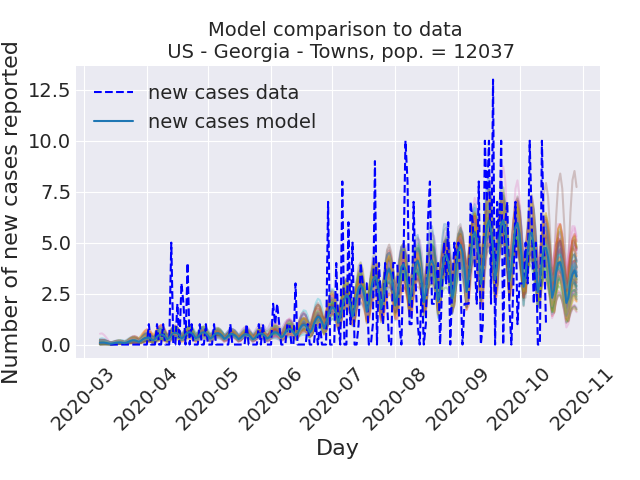 Model comparison to data
US - Georgia - Towns, pop. = 12037
Number of new cases reported
12.5
10.0
7.5
5.0
2.5
0.0
new cases data
new cases model
2020-03
2020-04
2020-05
2020-06
2020-07
2020-08
2020-09
2020-10
2020-11
Day